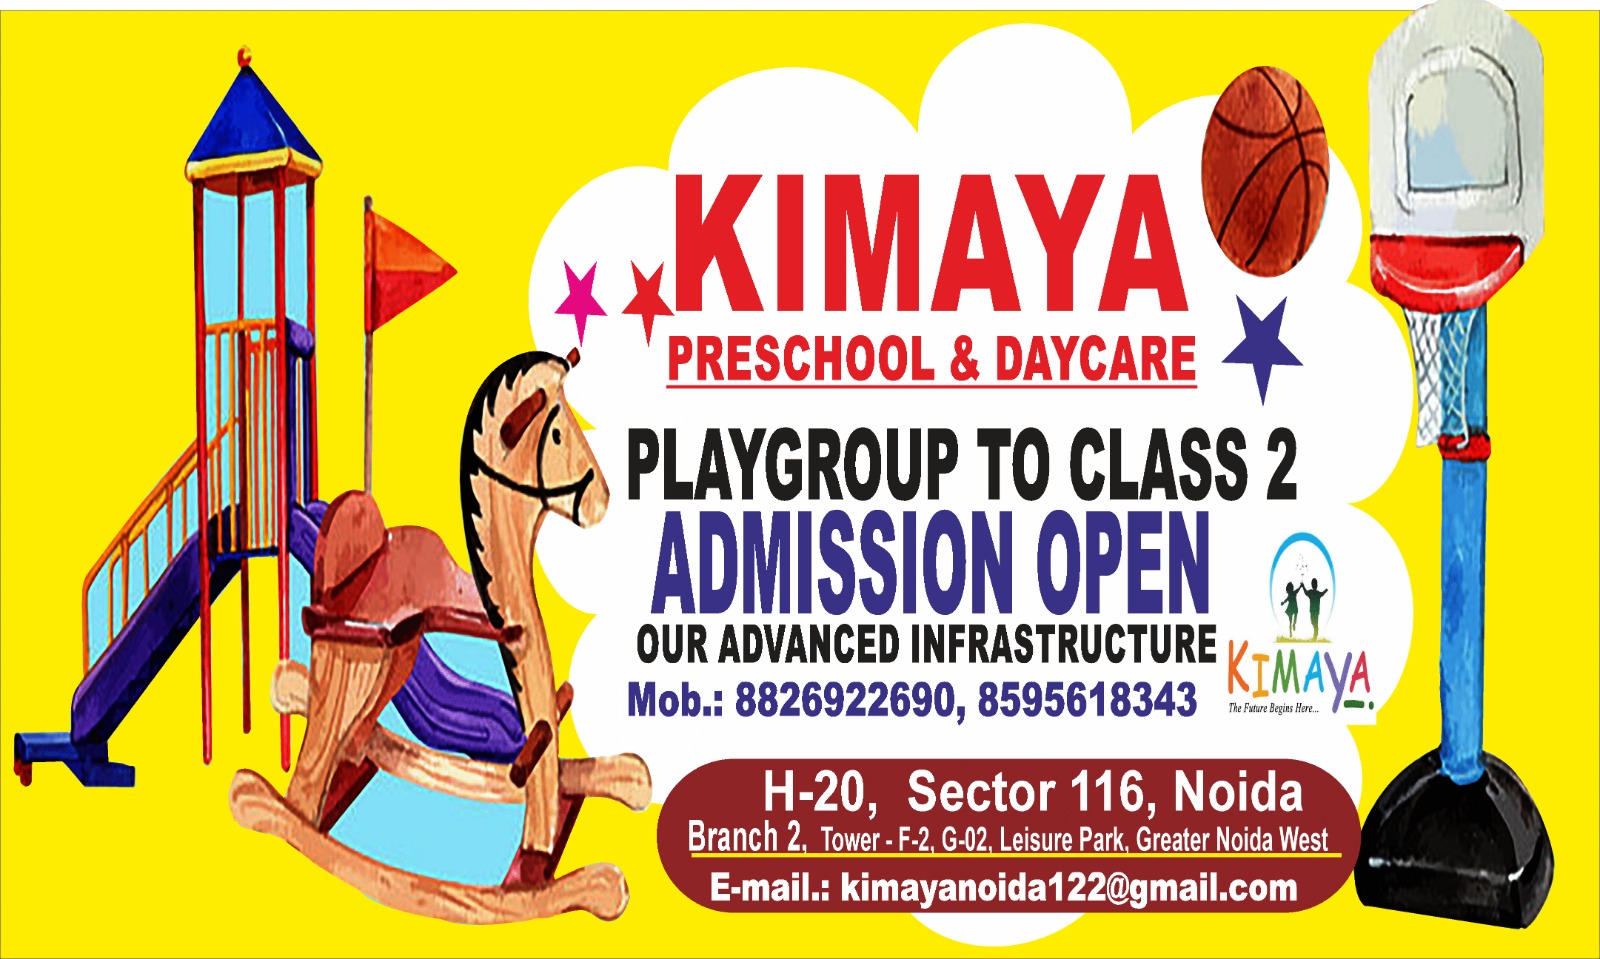 KIMAYA
PRESCHOOL & DAYCARE
PLAYGROUP TO CLASS 2
ADMISSION OPEN
OUR ADVANCED INFRASTRUCTURE
Mob.: 8826922690, 8595618343
KIMAYA
The Future Begins Here...
H-20, Sector 116, Noida
Branch 2, Tower - F-2, G-02, Leisure Park, Greater Noida West
E-mail.: kimayanoida122@gmail.com